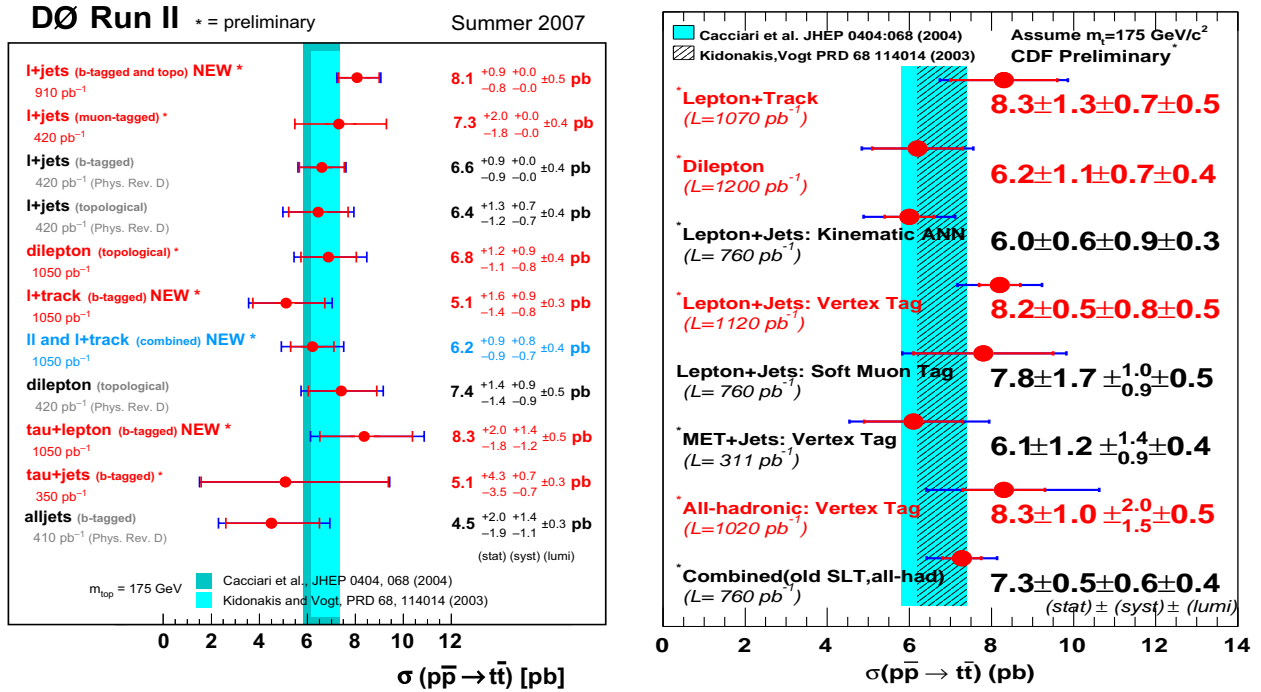 DØ Run II * = preliminary Summer 2007
l+jets (b-tagged and topo) NEW * 8.1 +0.9 +0.0 ±0.5 pb
910 pb⁻¹ −0.8 −0.0
l+jets (muon-tagged) * 7.3 +2.0 +0.0 ±0.4 pb
420 pb⁻¹ −1.8 −0.0
l+jets (b-tagged) 6.6 +0.9 +0.0 ±0.4 pb
420 pb⁻¹ (Phys. Rev. D) −0.9 −0.0
l+jets (topological) 6.4 +1.3 +0.7 ±0.4 pb
420 pb⁻¹ (Phys. Rev. D) −1.2 −0.7
dilepton (topological) * 6.8 +1.2 +0.9 ±0.4 pb
1050 pb⁻¹ −1.1 −0.8
l+track (b-tagged) NEW * 5.1 +1.6 +0.9 ±0.3 pb
1050 pb⁻¹ −1.4 −0.8
ll and l+track (combined) NEW * 6.2 +0.9 +0.8 ±0.4 pb
1050 pb⁻¹ −0.9 −0.7
dilepton (topological) 7.4 +1.4 +0.9 ±0.5 pb
420 pb⁻¹ (Phys. Rev. D) −1.4 −0.9
tau+lepton (b-tagged) NEW * 8.3 +2.0 +1.4 ±0.5 pb
1050 pb⁻¹ −1.8 −1.2
tau+jets (b-tagged) * 5.1 +4.3 +0.7 ±0.3 pb
350 pb⁻¹ −3.5 −0.7
alljets (b-tagged) 4.5 +2.0 +1.4 ±0.3 pb
410 pb⁻¹ (Phys. Rev. D) −1.9 −1.1
(stat) (syst) (lumi)
m_top = 175 GeV
Cacciari et al., JHEP 0404, 068 (2004)
Kidonakis and Vogt, PRD 68, 114014 (2003)
0 2 4 6 8 10 12
σ (pp̅ → tt̅) [pb]
0 2 4 6 8 10 12 14
Cacciari et al. JHEP 0404:068 (2004)
Kidonakis,Vogt PRD 68 114014 (2003)
Assume m_t=175 GeV/c²
CDF Preliminary*
*Lepton+Track 8.3±1.3±0.7±0.5
(L=1070 pb⁻¹)
*Dilepton 6.2±1.1±0.7±0.4
(L=1200 pb⁻¹)
*Lepton+Jets: Kinematic ANN 6.0±0.6±0.9±0.3
(L= 760 pb⁻¹)
*Lepton+Jets: Vertex Tag 8.2±0.5±0.8±0.5
(L=1120 pb⁻¹)
Lepton+Jets: Soft Muon Tag 7.8±1.7 ±1.0 0.9 ±0.5
(L= 760 pb⁻¹)
*MET+Jets: Vertex Tag 6.1±1.2 ±1.4 0.9 ±0.4
(L= 311 pb⁻¹)
*All-hadronic: Vertex Tag 8.3±1.0 ±2.0 1.5 ±0.5
(L=1020 pb⁻¹)
*Combined(old SLT,all-had) 7.3±0.5±0.6±0.4
(L= 760 pb⁻¹) (stat) ± (syst) ± (lumi)
0 2 4 6 8 10 12 14
σ(pp̅ → tt̅) (pb)